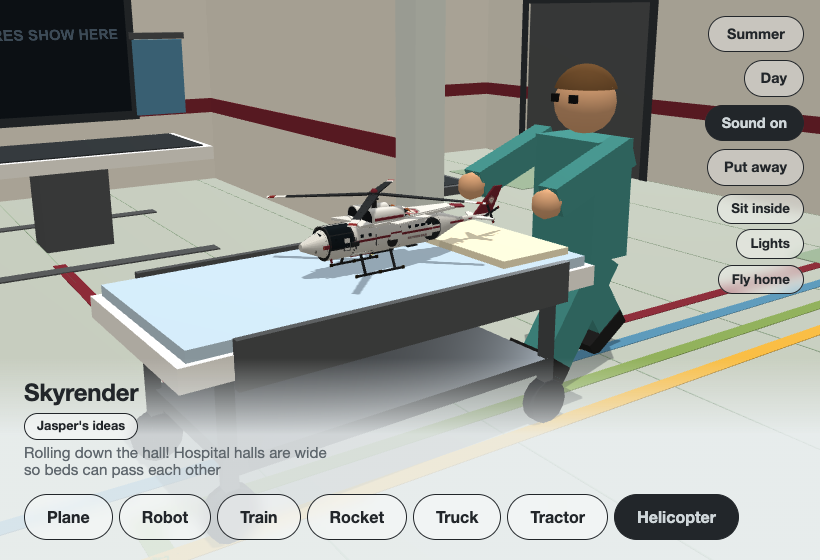 RES SHOW HERE
Summer
Day
Sound on
Put away
Sit inside
Lights
Fly home
Skyrender
Jasper's ideas
Rolling down the hall! Hospital halls are wide
so beds can pass each other
Plane
Robot
Train
Rocket
Truck
Tractor
Helicopter